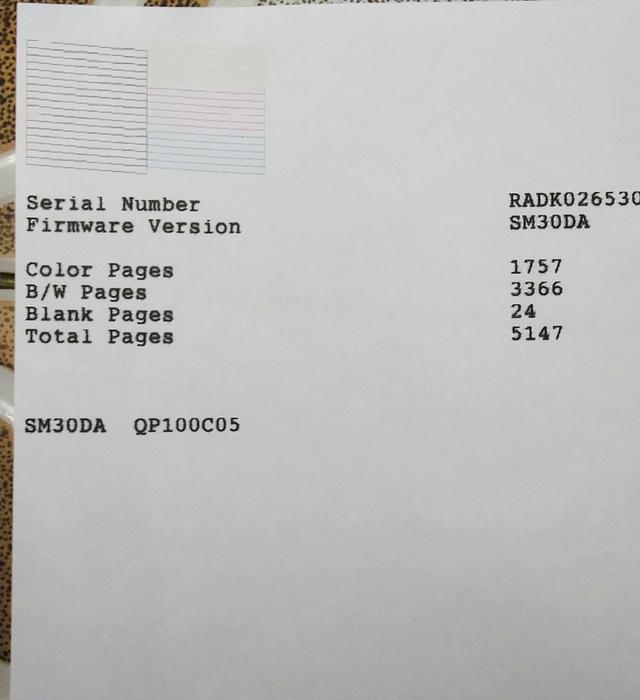 Serial Number RADK026530
Firmware Version SM30DA
Color Pages 1757
B/W Pages 3366
Blank Pages 24
Total Pages 5147
SM30DA QP100C05